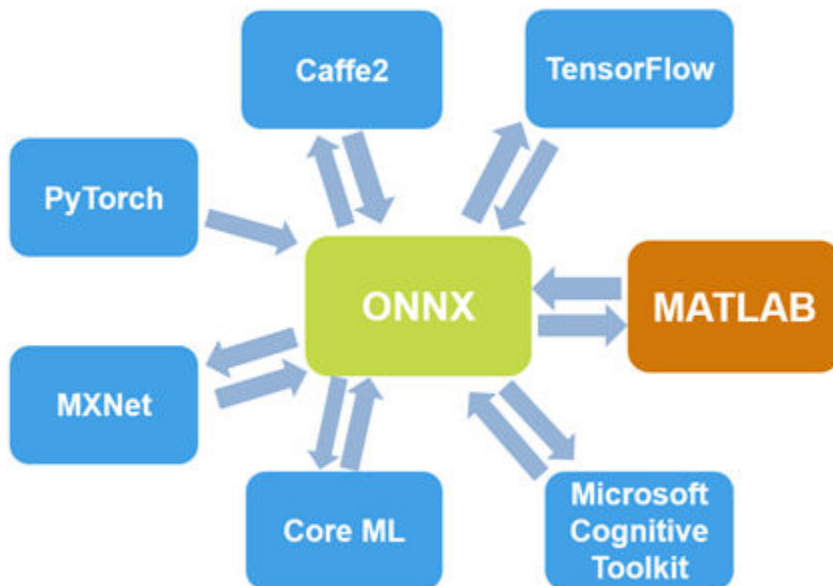 Caffe2
TensorFlow
PyTorch
ONNX
MATLAB
MXNet
Core ML
Microsoft
Cognitive
Toolkit